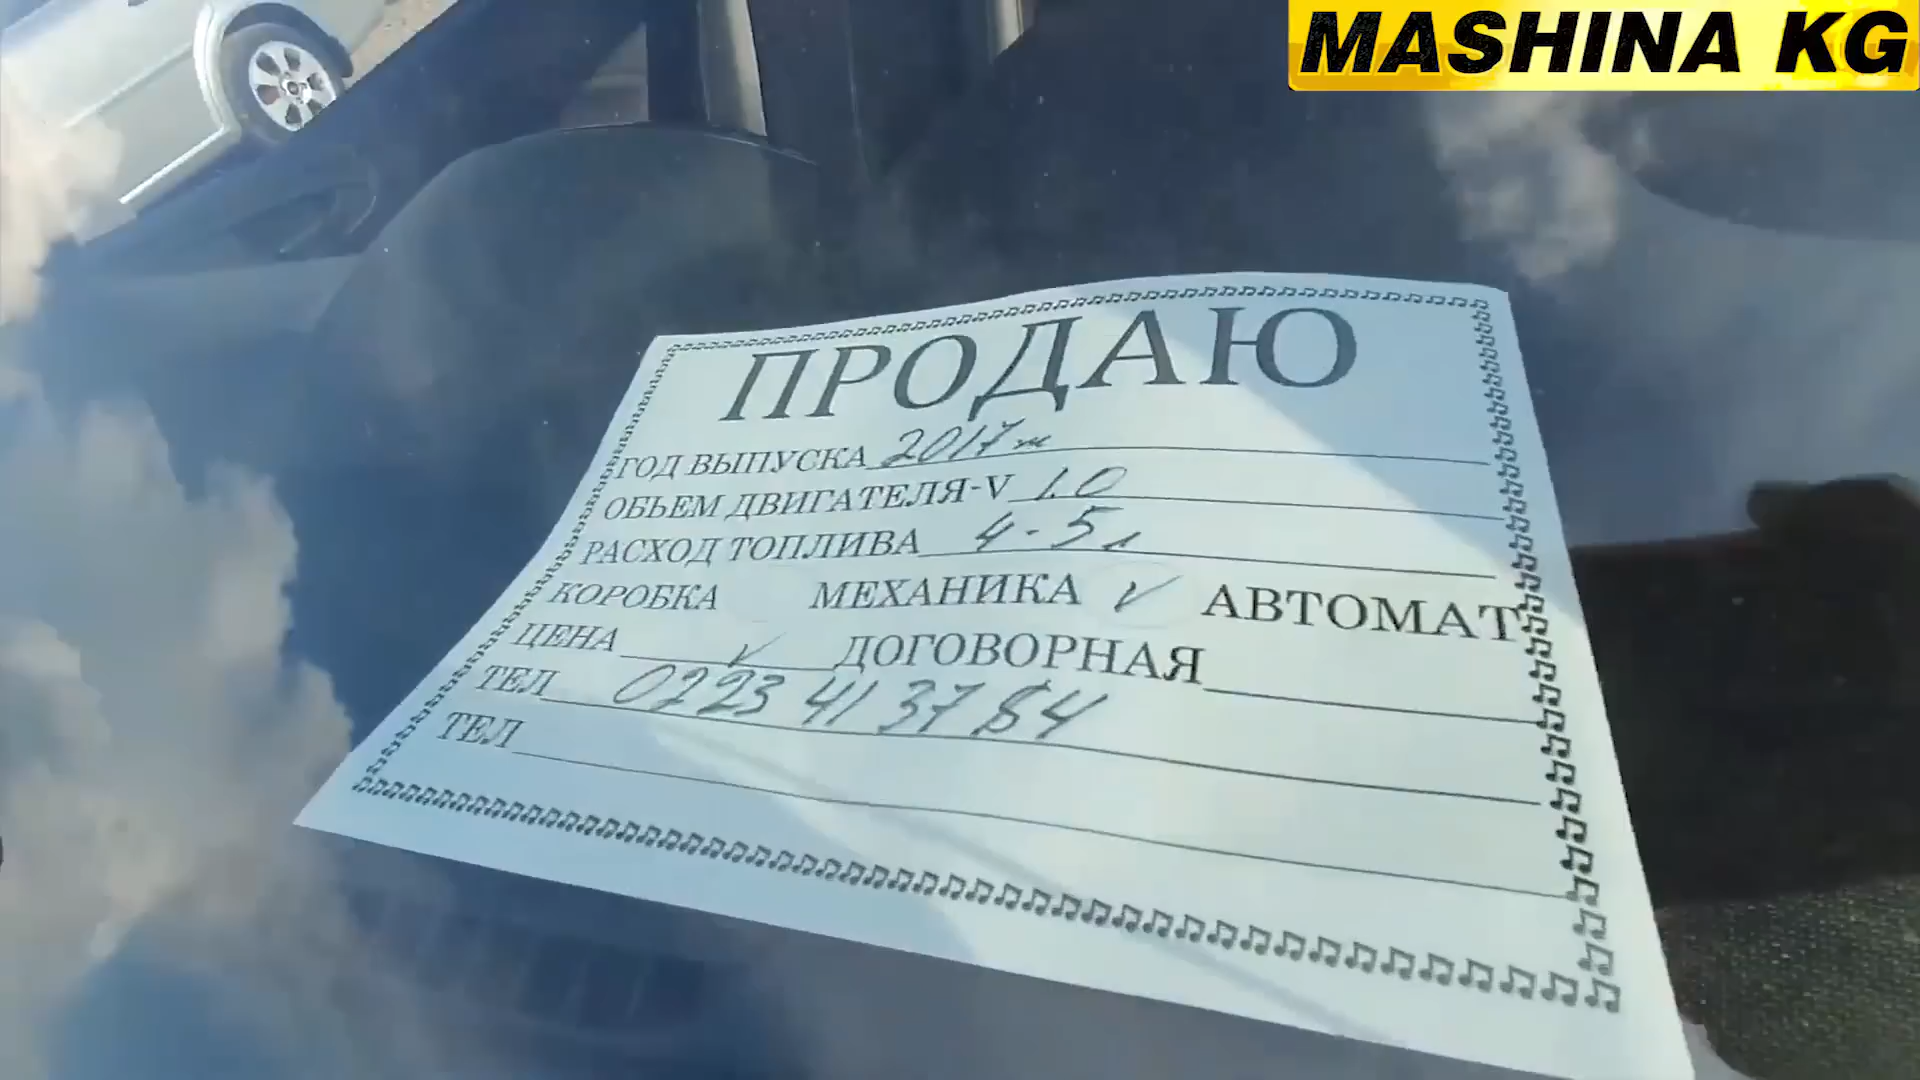 MASHINA KG
ПРОДАЮ
ГОД ВЫПУСКА 2017
ОБЬЕМ ДВИГАТЕЛЯ-V 1.0
РАСХОД ТОПЛИВА 4-5л
КОРОБКА МЕХАНИКА ✓ АВТОМАТ
ЦЕНА ✓ ДОГОВОРНАЯ
ТЕЛ 0223 41 37 84
ТЕЛ